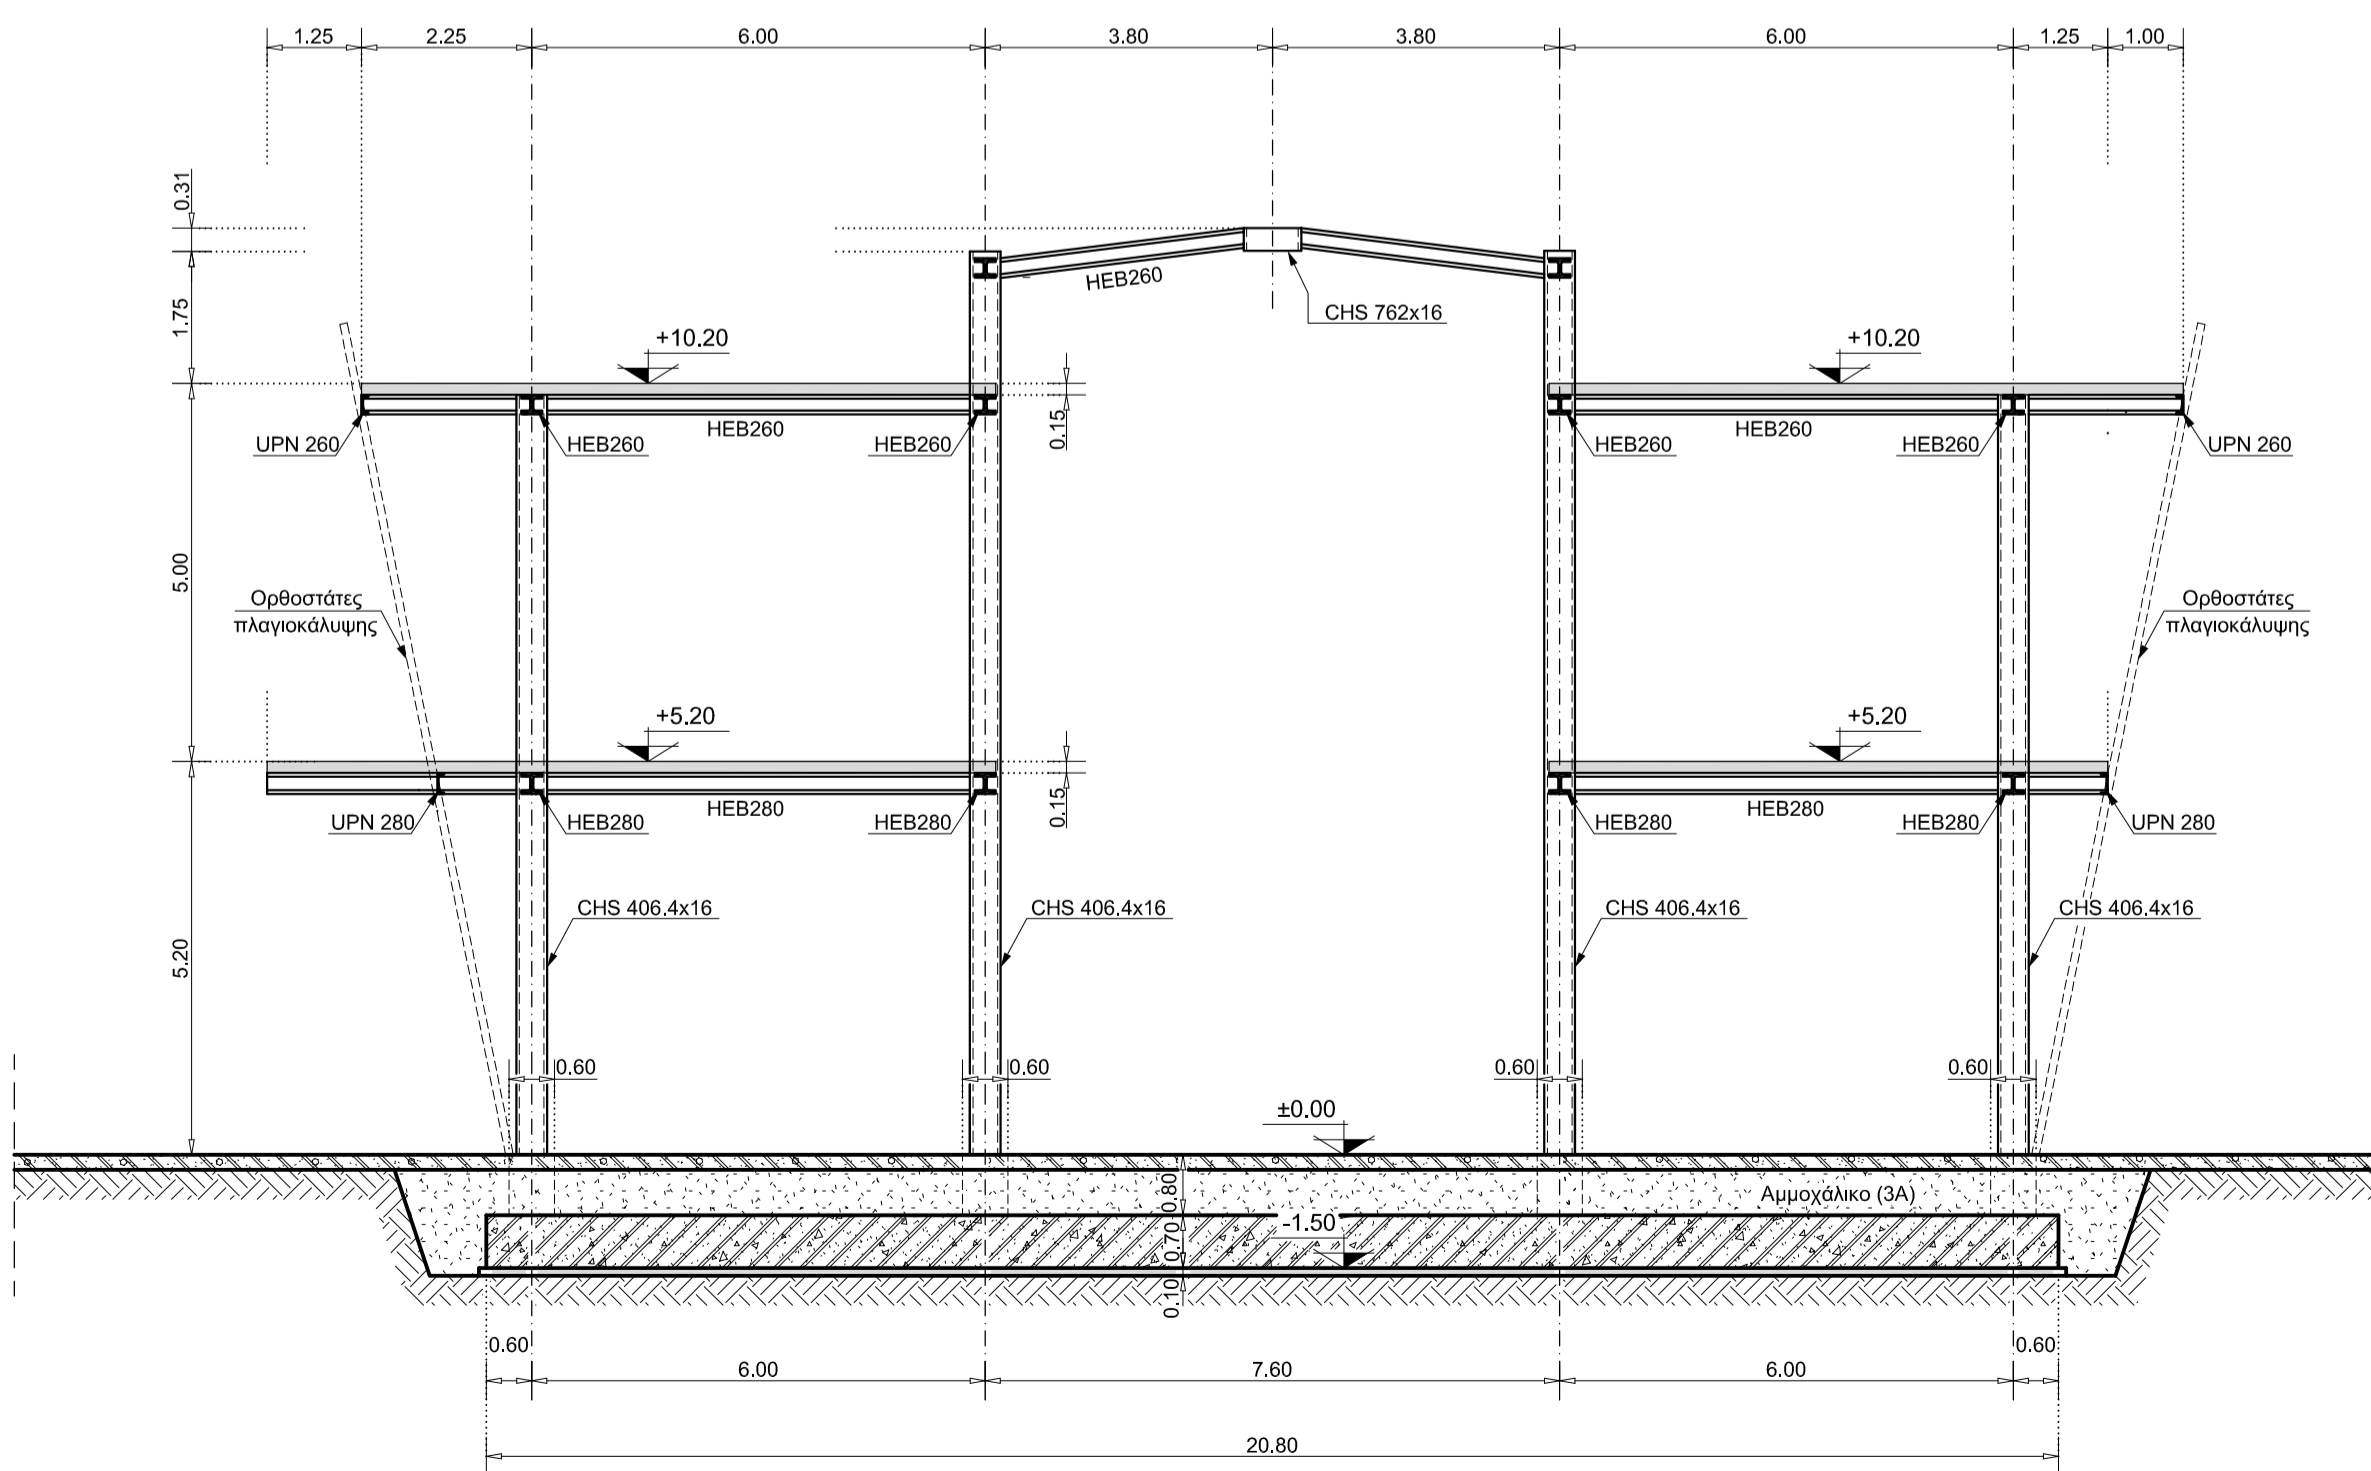 1.25 2.25 6.00 3.80 3.80 6.00 1.25 1.00
0.31
1.75
HEB260
CHS 762x16
+10.20
+10.20
0.15
UPN 260
HEB260
HEB260
HEB260
HEB260
HEB260
HEB260
UPN 260
5.00
Ορθοστάτες
πλαγιοκάλυψης
Ορθοστάτες
πλαγιοκάλυψης
+5.20
+5.20
0.15
UPN 280
HEB280
HEB280
HEB280
HEB280
HEB280
HEB280
UPN 280
CHS 406.4x16
CHS 406.4x16
CHS 406.4x16
CHS 406.4x16
5.20
0.60
0.60
0.60
0.60
±0.00
0.80
Αμμοχάλικο (3Α)
-1.50
0.70
0.10
0.60
0.60
6.00 7.60 6.00
20.80